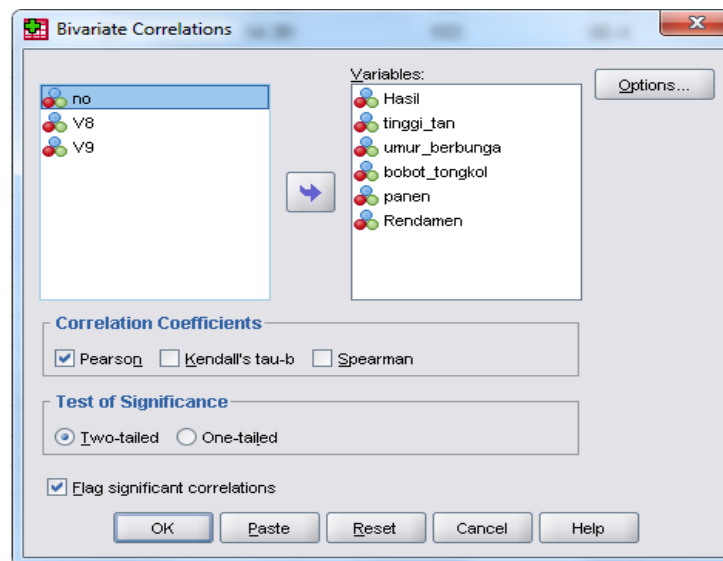 Bivariate Correlations
no
V8
V9
Variables:
Hasil
tinggi_tan
umur_berbunga
bobot_tongkol
panen
Rendamen
Options...
Correlation Coefficients
Pearson Kendall's tau-b Spearman
Test of Significance
Two-tailed One-tailed
Flag significant correlations
OK Paste Reset Cancel Help